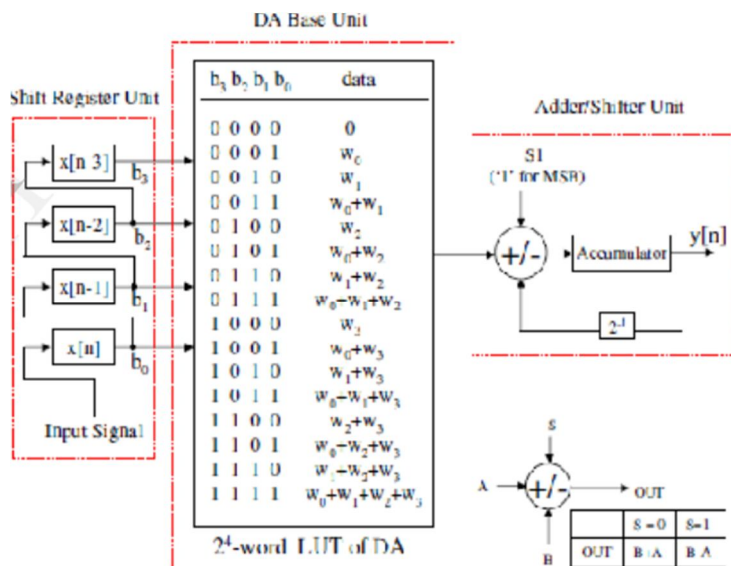 DA Base Unit
Shift Register Unit
x[n-3]
b₃
x[n-2]
b₂
x[n-1]
b₁
x[n]
b₀
Input Signal
b₃ b₂ b₁ b₀ data
0 0 0 0 0
0 0 0 1 w₀
0 0 1 0 w₁
0 0 1 1 w₀+w₁
0 1 0 0 w₂
0 1 0 1 w₀+w₂
0 1 1 0 w₁+w₂
0 1 1 1 w₀+w₁+w₂
1 0 0 0 w₃
1 0 0 1 w₀+w₃
1 0 1 0 w₁+w₃
1 0 1 1 w₀+w₁+w₃
1 1 0 0 w₂+w₃
1 1 0 1 w₀+w₂+w₃
1 1 1 0 w₁+w₂+w₃
1 1 1 1 w₀+w₁+w₂+w₃
2⁴-word LUT of DA
Adder/Shifter Unit
S1
('1' for MSB)
+/-
Accumulator
y[n]
2⁻¹
S
A
+/-
OUT
B
S=0 S=1
OUT B+A B-A